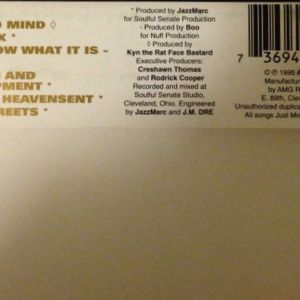 MIND ◊
* Produced by JazzMarc
for Soulful Senate Production
• Produced by Boo
for Nuff Production
◊ Produced by
Kyn the Rat Face Bastard
Executive Producers:
Creshawn Thomas
and
Rodrick Cooper
Recorded and mixed at
Soulful Senate Studio,
Cleveland, Ohio. Engineered
by JazzMarc and J.M. DRE
OW WHAT IT IS -
AND
PMENT *
HEAVENSENT *
REETS *
7 3694
© ℗ 1995 A
by AMG R
E. 89th, Clevel
Unauthorized duplica
All songs Just Mo